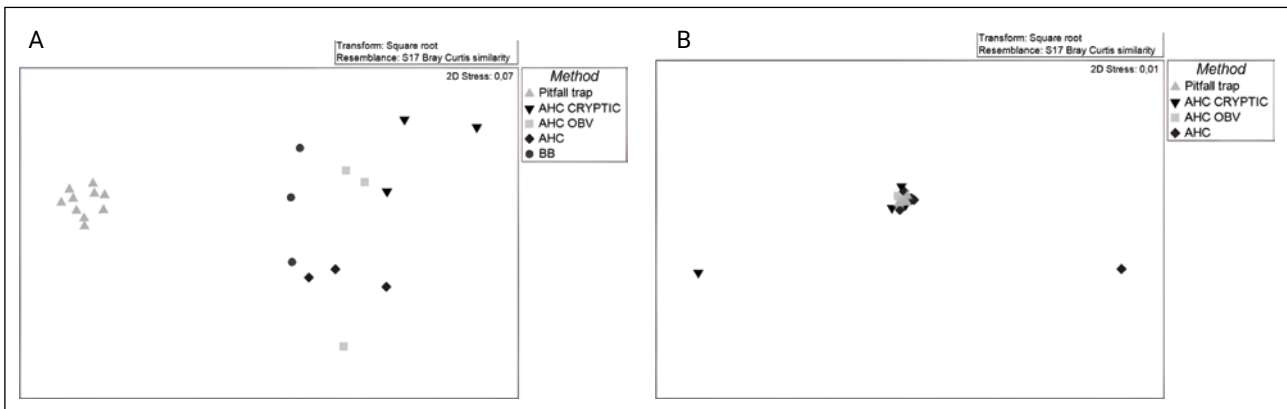 A
Transform: Square root
Resemblance: S17 Bray Curtis similarity
2D Stress: 0,07
Method
Pitfall trap
AHC CRYPTIC
AHC OBV
AHC
BB
B
Transform: Square root
Resemblance: S17 Bray Curtis similarity
2D Stress: 0,01
Method
Pitfall trap
AHC CRYPTIC
AHC OBV
AHC